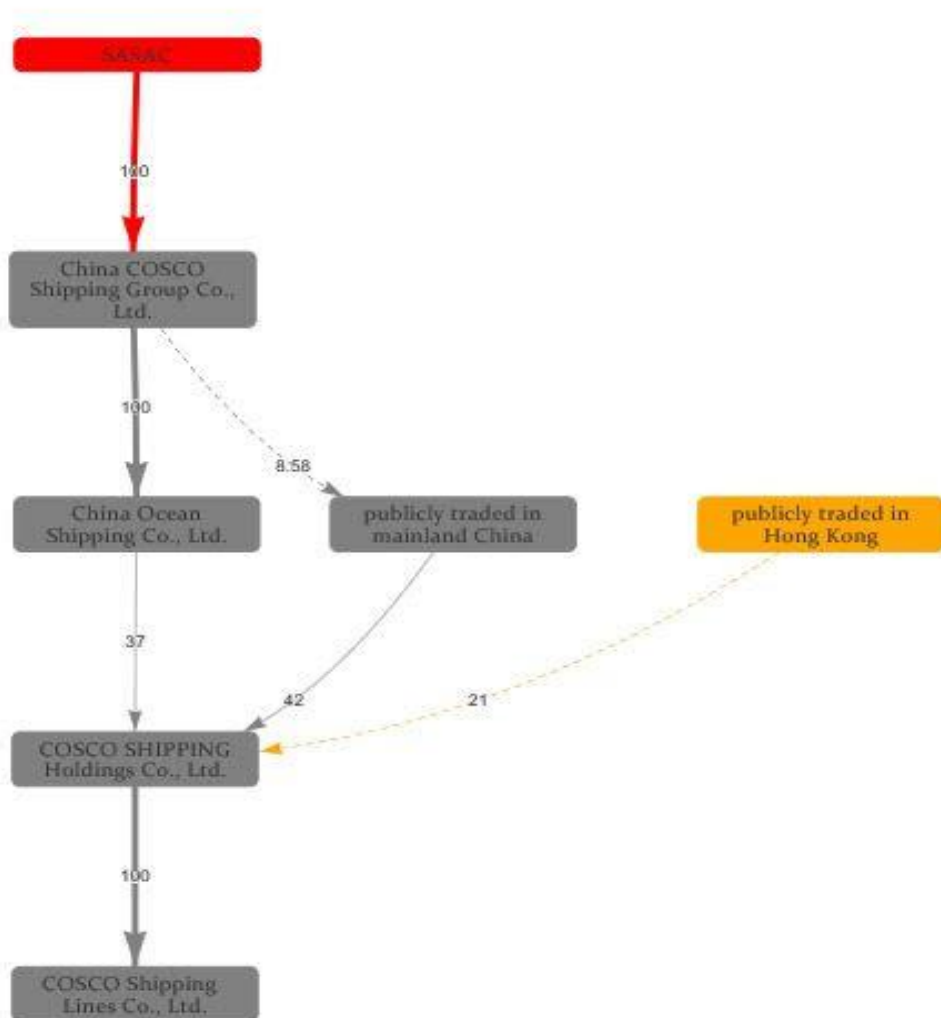 SASAC
100
China COSCO
Shipping Group Co.,
Ltd.
100
8.58
China Ocean
Shipping Co., Ltd.
publicly traded in
mainland China
publicly traded in
Hong Kong
37
42
21
COSCO SHIPPING
Holdings Co., Ltd.
100
COSCO Shipping
Lines Co., Ltd.